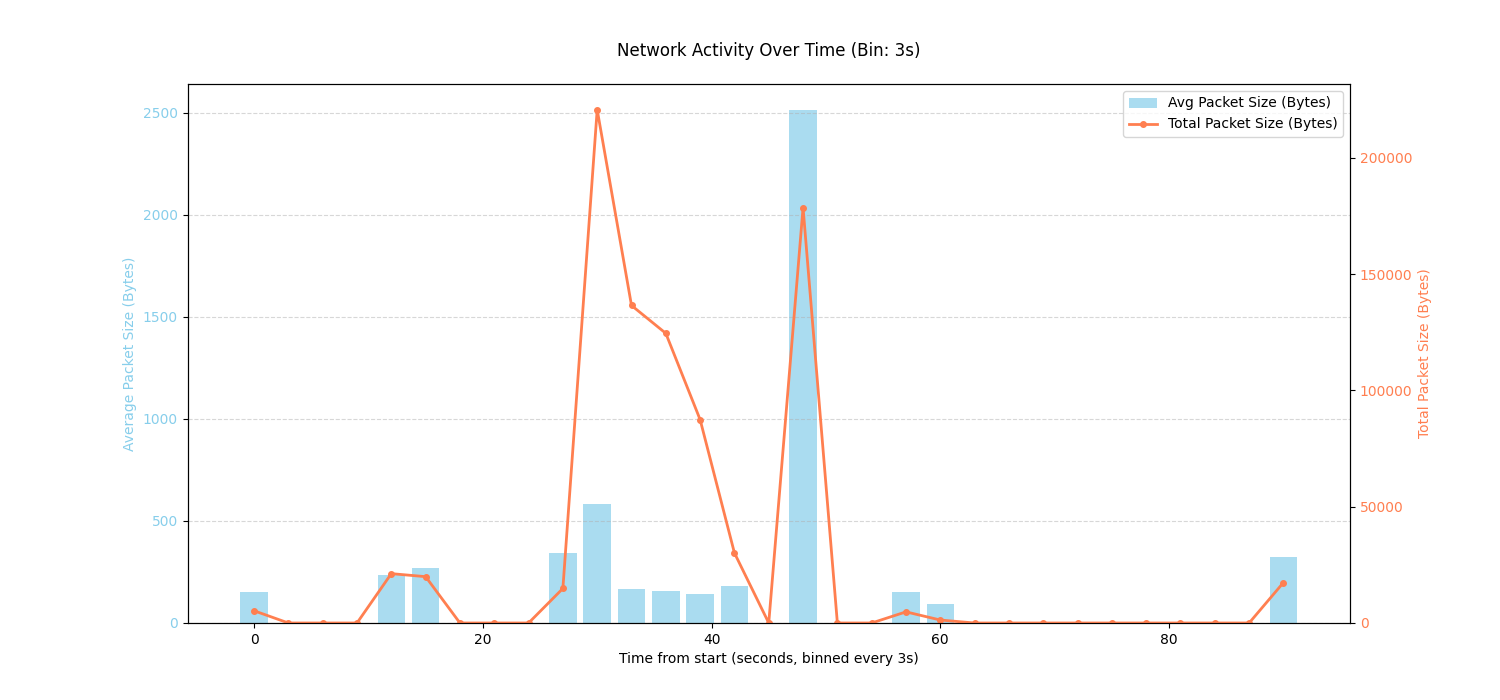 Network Activity Over Time (Bin: 3s)
Avg Packet Size (Bytes)
Total Packet Size (Bytes)
Average Packet Size (Bytes)
2500
2000
1500
1000
500
0
200000
150000
100000
50000
0
Total Packet Size (Bytes)
0 20 40 60 80
Time from start (seconds, binned every 3s)